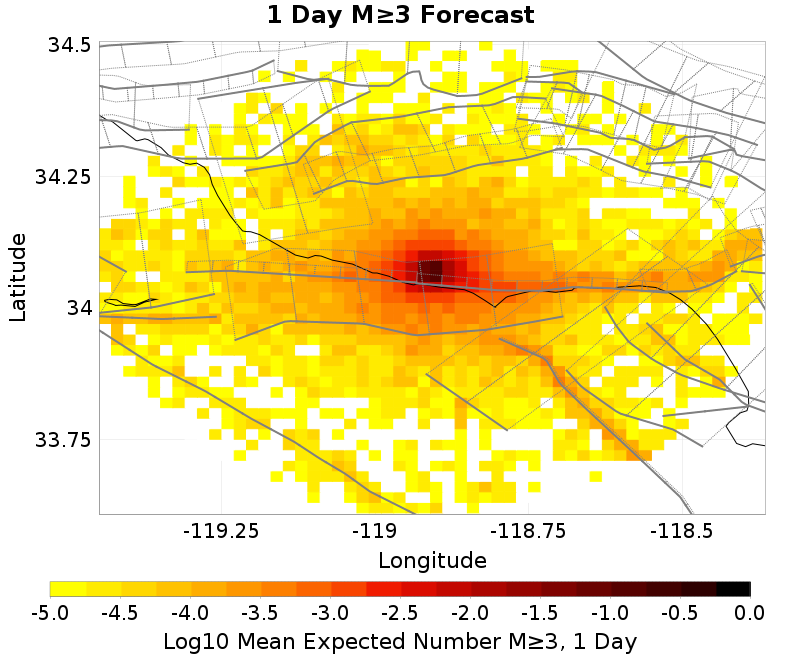 1 Day M≥3 Forecast
34.5
34.25
34
33.75
Latitude
-119.25 -119 -118.75 -118.5
Longitude
-5.0 -4.5 -4.0 -3.5 -3.0 -2.5 -2.0 -1.5 -1.0 -0.5 0.0
Log10 Mean Expected Number M≥3, 1 Day